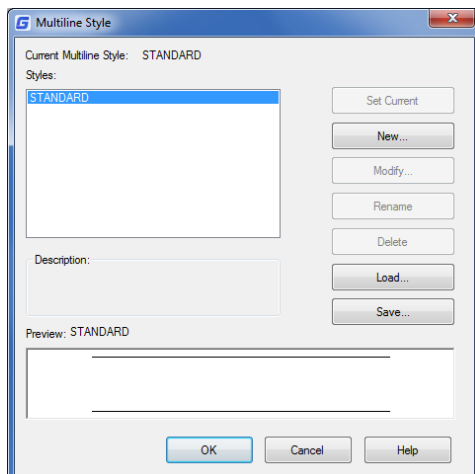 G Multiline Style
Current Multiline Style: STANDARD
Styles:
STANDARD
Set Current
New...
Modify...
Rename
Delete
Description:
Load...
Save...
Preview: STANDARD
OK Cancel Help